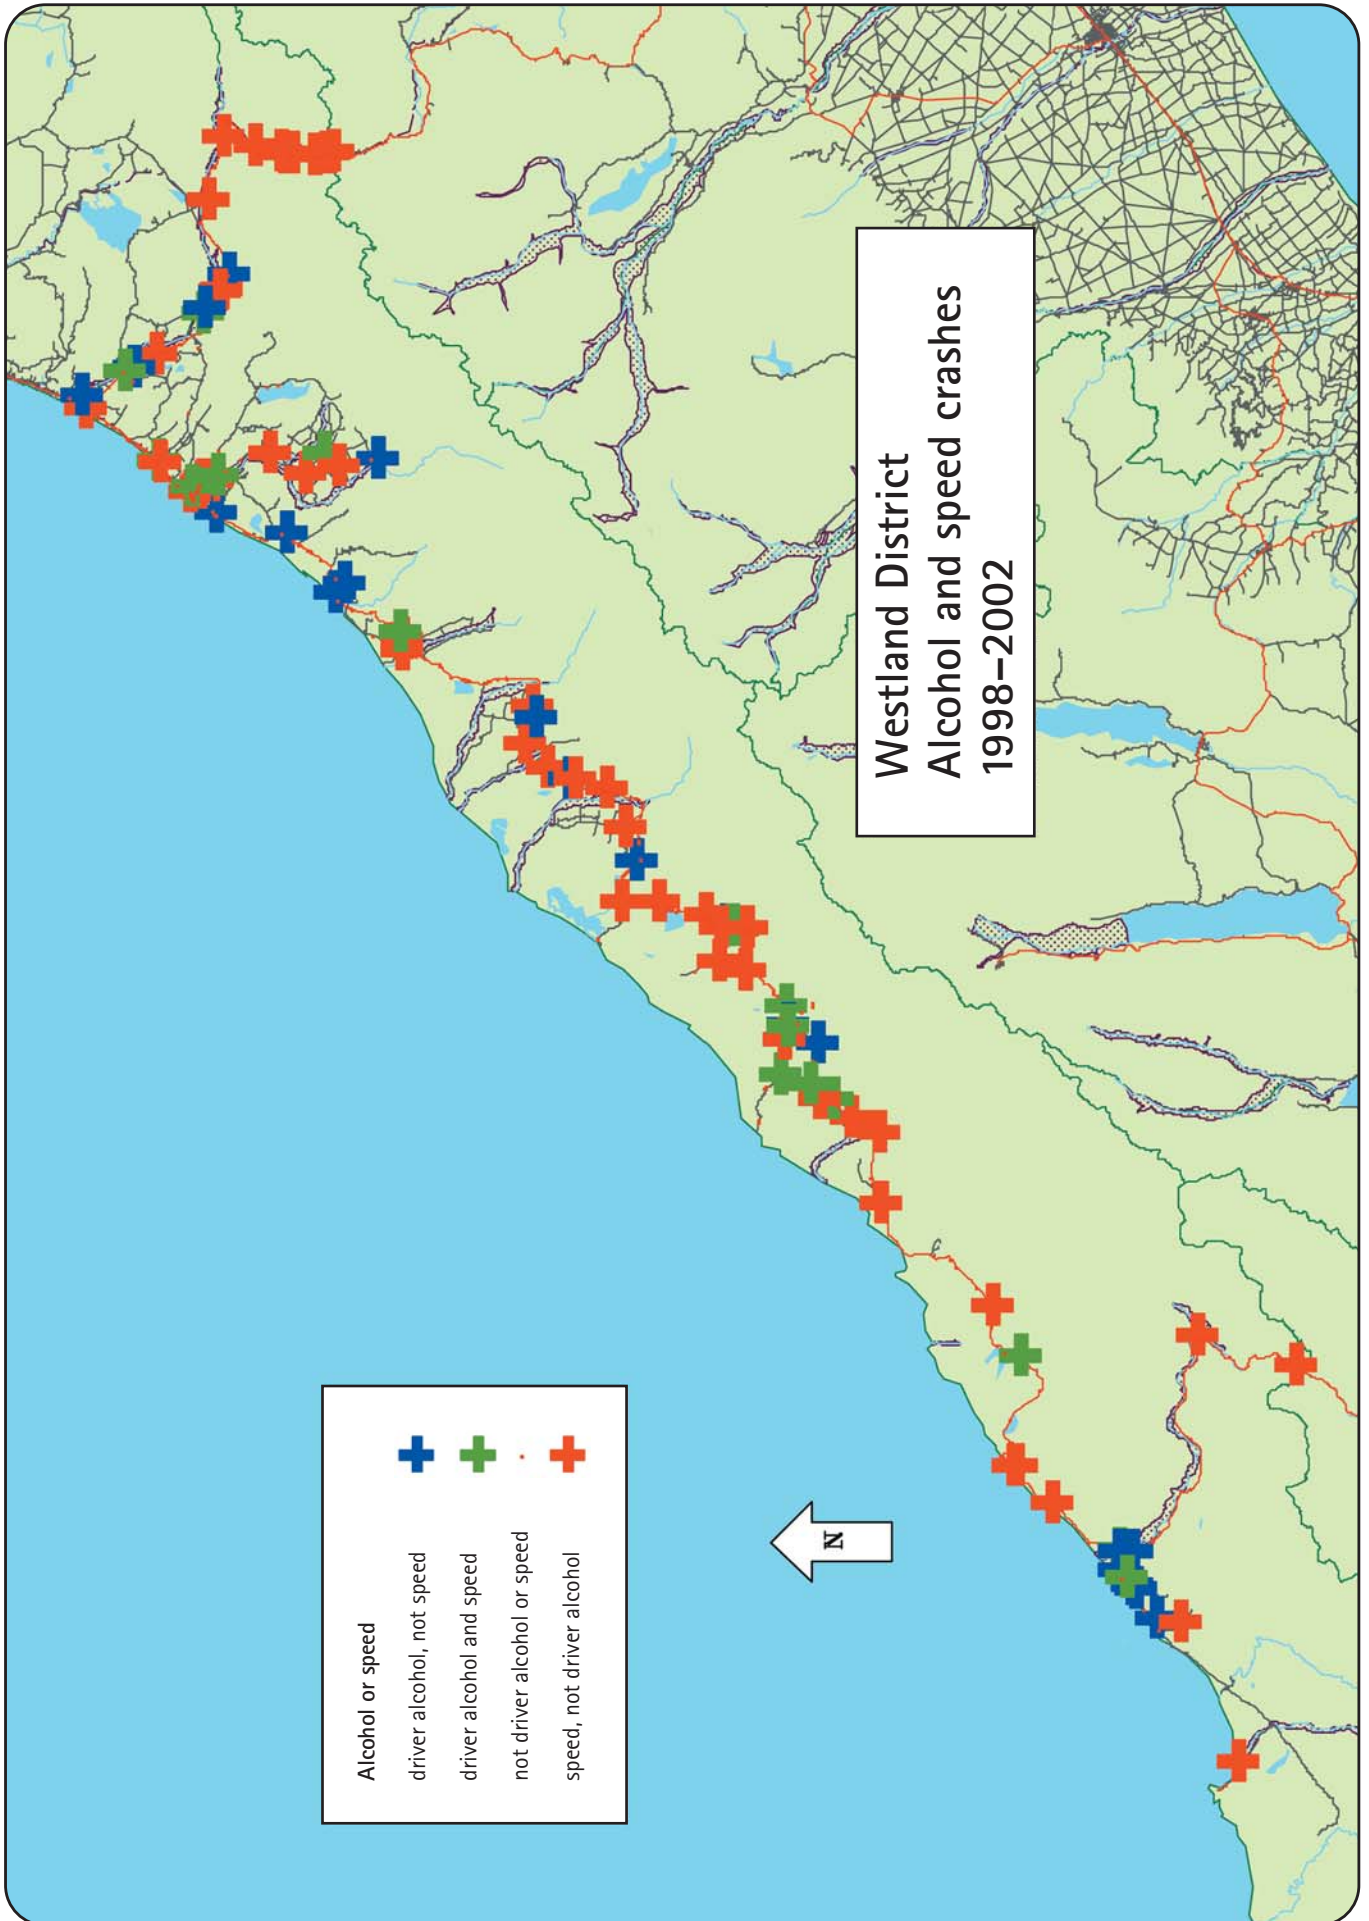 Westland District
Alcohol and speed crashes
1998–2002
Alcohol or speed
driver alcohol, not speed
driver alcohol and speed
not driver alcohol or speed
speed, not driver alcohol
N